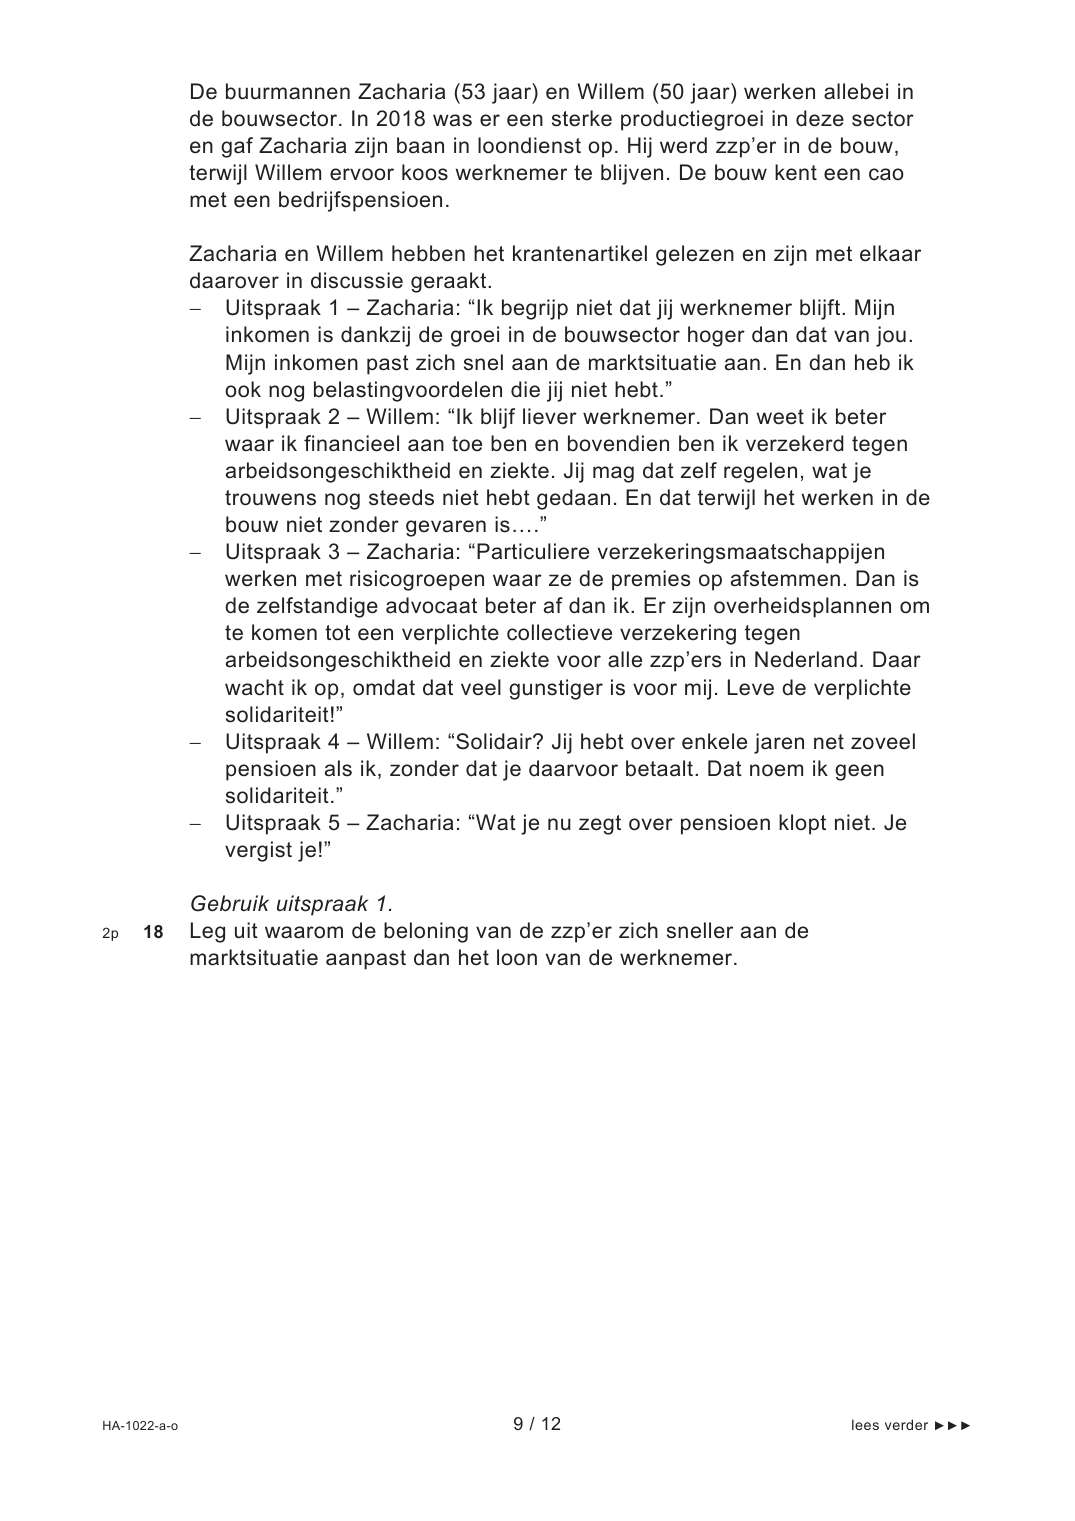 De buurmannen Zacharia (53 jaar) en Willem (50 jaar) werken allebei in
de bouwsector. In 2018 was er een sterke productiegroei in deze sector
en gaf Zacharia zijn baan in loondienst op. Hij werd zzp’er in de bouw,
terwijl Willem ervoor koos werknemer te blijven. De bouw kent een cao
met een bedrijfspensioen.
Zacharia en Willem hebben het krantenartikel gelezen en zijn met elkaar
daarover in discussie geraakt.
– Uitspraak 1 – Zacharia: “Ik begrijp niet dat jij werknemer blijft. Mijn
inkomen is dankzij de groei in de bouwsector hoger dan dat van jou.
Mijn inkomen past zich snel aan de marktsituatie aan. En dan heb ik
ook nog belastingvoordelen die jij niet hebt.”
– Uitspraak 2 – Willem: “Ik blijf liever werknemer. Dan weet ik beter
waar ik financieel aan toe ben en bovendien ben ik verzekerd tegen
arbeidsongeschiktheid en ziekte. Jij mag dat zelf regelen, wat je
trouwens nog steeds niet hebt gedaan. En dat terwijl het werken in de
bouw niet zonder gevaren is….”
– Uitspraak 3 – Zacharia: “Particuliere verzekeringsmaatschappijen
werken met risicogroepen waar ze de premies op afstemmen. Dan is
de zelfstandige advocaat beter af dan ik. Er zijn overheidsplannen om
te komen tot een verplichte collectieve verzekering tegen
arbeidsongeschiktheid en ziekte voor alle zzp’ers in Nederland. Daar
wacht ik op, omdat dat veel gunstiger is voor mij. Leve de verplichte
solidariteit!”
– Uitspraak 4 – Willem: “Solidair? Jij hebt over enkele jaren net zoveel
pensioen als ik, zonder dat je daarvoor betaalt. Dat noem ik geen
solidariteit.”
– Uitspraak 5 – Zacharia: “Wat je nu zegt over pensioen klopt niet. Je
vergist je!”
Gebruik uitspraak 1.
2p 18 Leg uit waarom de beloning van de zzp’er zich sneller aan de
marktsituatie aanpast dan het loon van de werknemer.
HA-1022-a-o 9 / 12 lees verder ►►►